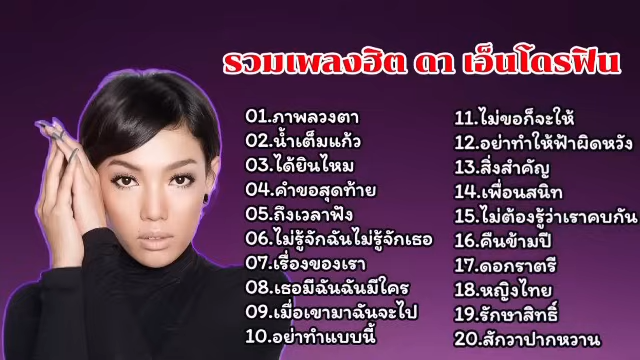 รวมเพลงฮิต ดา เอ็นโดรฟิน
01.ภาพลวงตา
02.น้ำเต็มแก้ว
03.ได้ยินไหม
04.คำขอสุดท้าย
05.ถึงเวลาฟัง
06.ไม่รู้จักฉันไม่รู้จักเธอ
07.เรื่องของเรา
08.เธอมีฉันฉันมีใคร
09.เมื่อเขามาฉันจะไป
10.อย่าทำแบบนี้
11.ไม่ขอก็จะให้
12.อย่าทำให้ฟ้าผิดหวัง
13.สิ่งสำคัญ
14.เพื่อนสนิท
15.ไม่ต้องรู้ว่าเราคบกัน
16.คืนข้ามปี
17.ดอกราตรี
18.หญิงไทย
19.รักษาสิทธิ์
20.สักวาปากหวาน